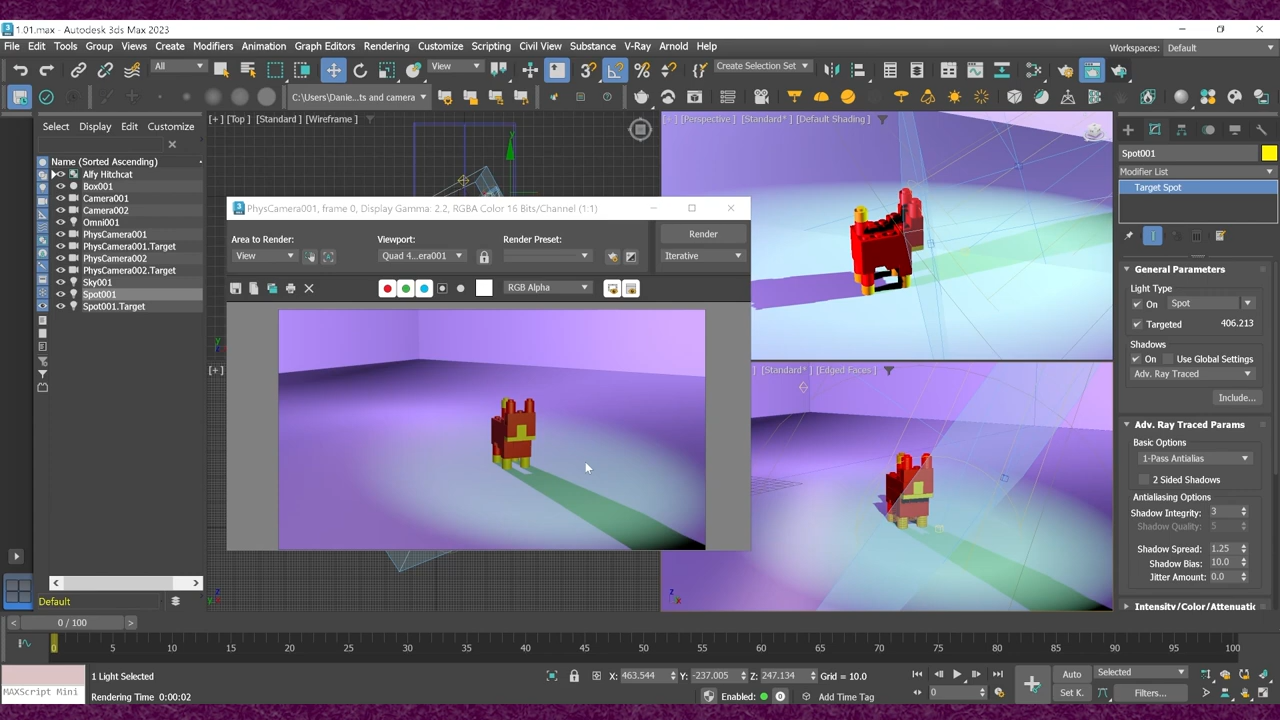 1.01.max - Autodesk 3ds Max 2023
File Edit Tools Group Views Create Selection Modifiers Animation Graph Editors Rendering Customize Scripting Civil View Substance V-Ray Arnold Help
Workspaces: Default
All
View
Create Selection Set
C:\Users\Danie...ts and camera
Select Display Edit Customize
Name (Sorted Ascending)
Alfy Hitchcat
Box001
Camera001
Camera002
Omni001
PhysCamera001
PhysCamera001.Target
PhysCamera002
PhysCamera002.Target
Sky001
Spot001
Spot001.Target
Default
[+] [Top] [Standard] [Wireframe]
[+] [Perspective] [Standard*] [Default Shading]
[+]
[Standard*] [Edged Faces]
PhysCamera001, frame 0, Display Gamma: 2.2, RGBA Color 16 Bits/Channel (1:1)
Area to Render:
View
Viewport:
Quad 4...era001
Render Preset:
Render
Iterative
RGB Alpha
Spot001
Modifier List
Target Spot
General Parameters
Light Type
On Spot
Targeted 406.213
Shadows
On Use Global Settings
Adv. Ray Traced
Include...
Adv. Ray Traced Params
Basic Options
1-Pass Antialias
2 Sided Shadows
Antialiasing Options
Shadow Integrity: 3
Shadow Quality: 5
Shadow Spread: 1.25
Shadow Bias: 10.0
Jitter Amount: 0.0
Intensity/Color/Attenuatic
0 / 100
0 5 10 15 20 25 30 35 40 45 50 55 60 65 70 75 80 85 90 95 100
MAXScript Mini
1 Light Selected
Rendering Time 0:00:02
X: 463.544 Y: -237.005 Z: 247.134 Grid = 10.0
Enabled: Add Time Tag
0
Auto Selected
Set K. Filters...